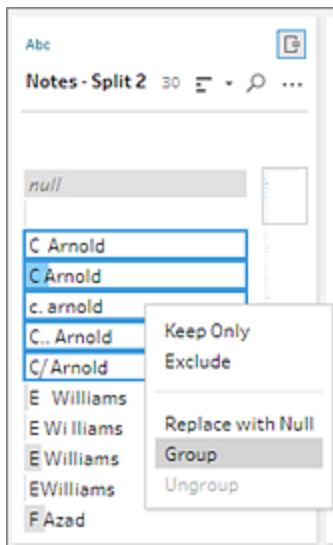 Abc
Notes - Split 2 30
null
C Arnold
C Arnold
c. arnold
C.. Arnold
C/ Arnold
E Williams
E Wi lliams
E Williams
EWilliams
F Azad
Keep Only
Exclude
Replace with Null
Group
Ungroup